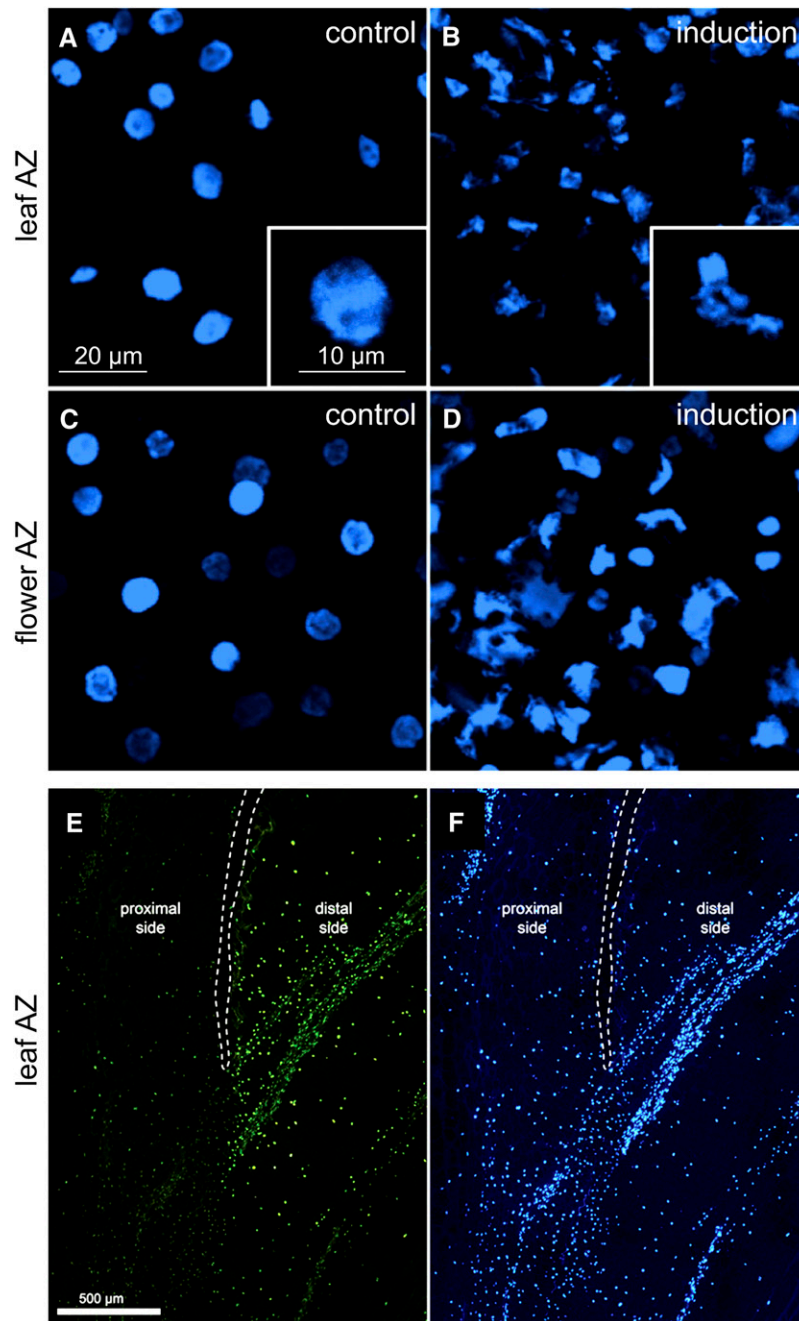 A
control
B
induction
leaf AZ
20 µm
10 µm
C
control
D
induction
flower AZ
E
proximal
side
distal
side
F
proximal
side
distal
side
leaf AZ
500 µm